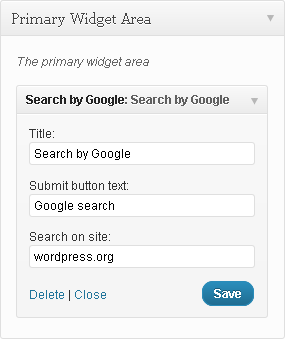 Primary Widget Area
The primary widget area
Search by Google: Search by Google
Title:
Search by Google
Submit button text:
Google search
Search on site:
wordpress.org
Delete | Close
Save